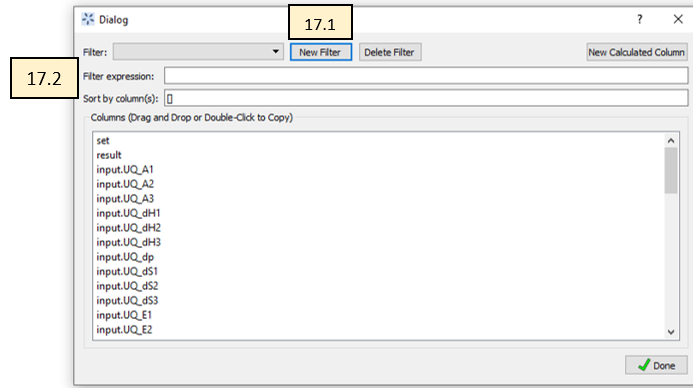 Dialog
?
17.1
Filter:
New Filter
Delete Filter
New Calculated Column
17.2
Filter expression:
Sort by column(s): []
Columns (Drag and Drop or Double-Click to Copy)
set
result
input.UQ_A1
input.UQ_A2
input.UQ_A3
input.UQ_dH1
input.UQ_dH2
input.UQ_dH3
input.UQ_dp
input.UQ_dS1
input.UQ_dS2
input.UQ_dS3
input.UQ_E1
input.UQ_E2
Done